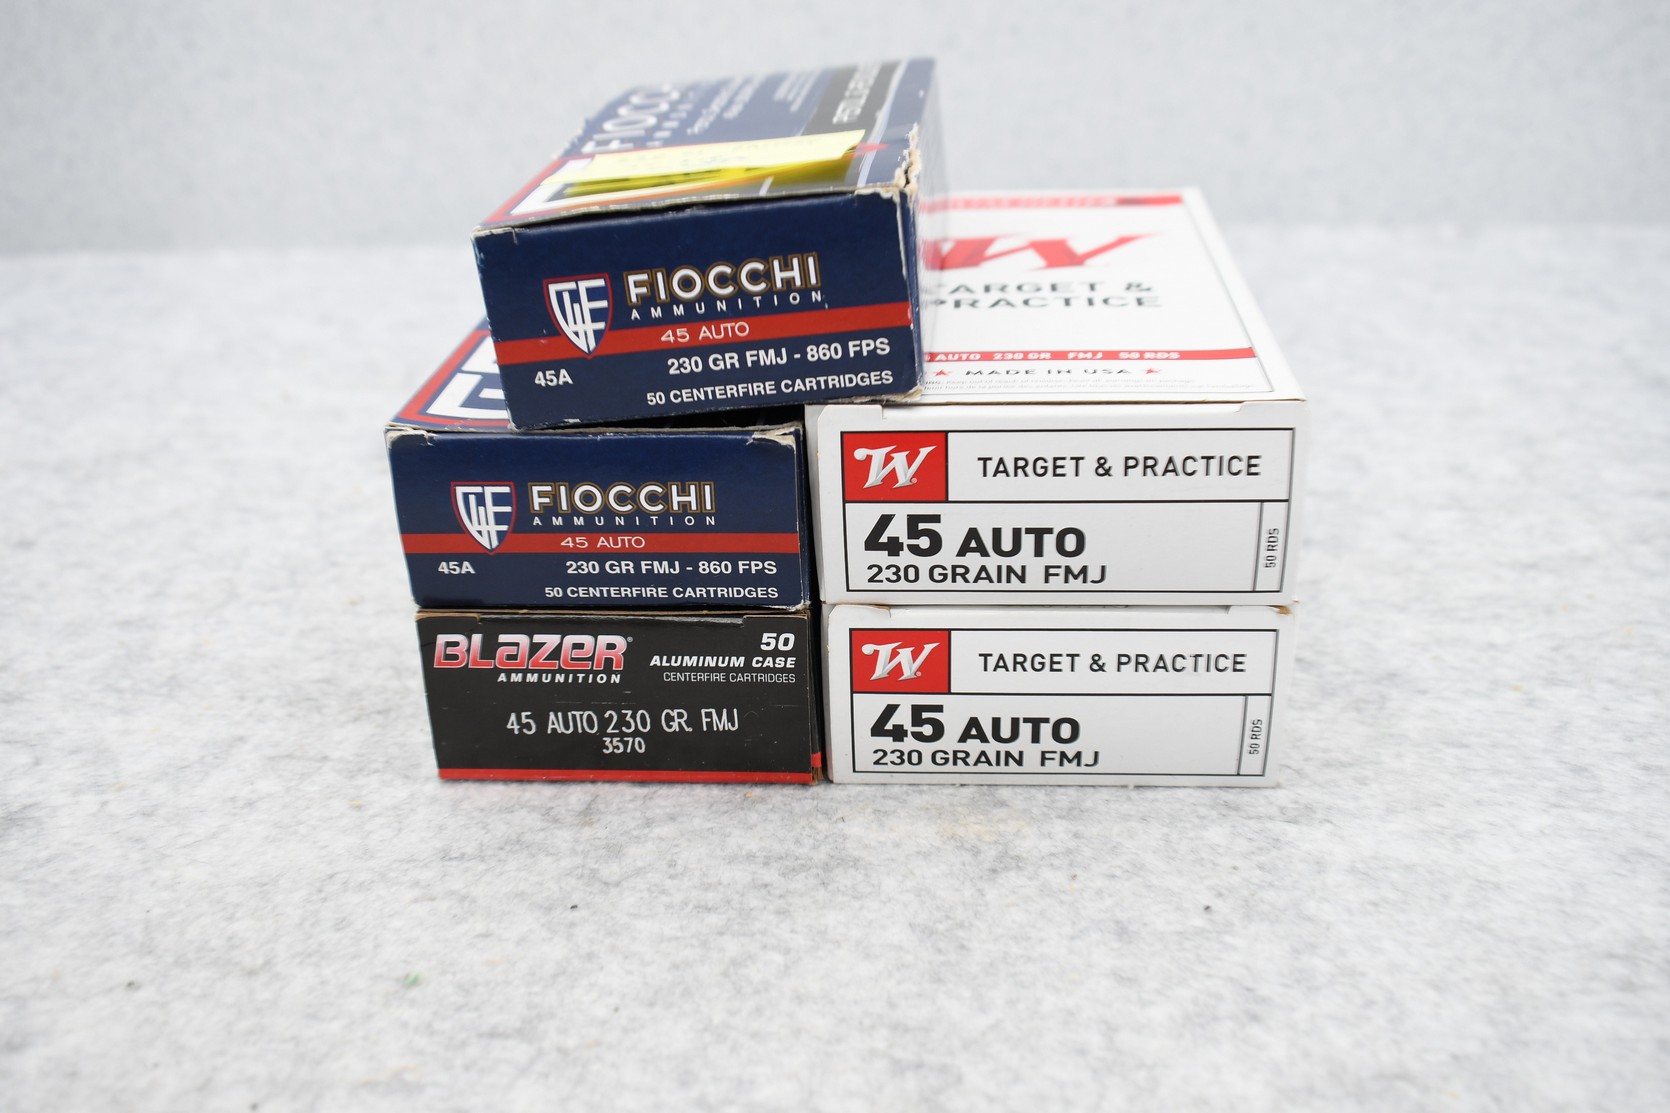 FIOCCHI
FIOCCHI
AMMUNITION
45 AUTO
45A
230 GR FMJ - 860 FPS
50 CENTERFIRE CARTRIDGES
W
TARGET &
PRACTICE
AUTO 230 GR FMJ 50 RDS
MADE IN USA
FIOCCHI
AMMUNITION
45 AUTO
45A
230 GR FMJ - 860 FPS
50 CENTERFIRE CARTRIDGES
W
TARGET & PRACTICE
45 AUTO
230 GRAIN FMJ
50 RDS
BLAZER®
AMMUNITION
50
ALUMINUM CASE
CENTERFIRE CARTRIDGES
45 AUTO 230 GR. FMJ
3570
W
TARGET & PRACTICE
45 AUTO
230 GRAIN FMJ
50 RDS